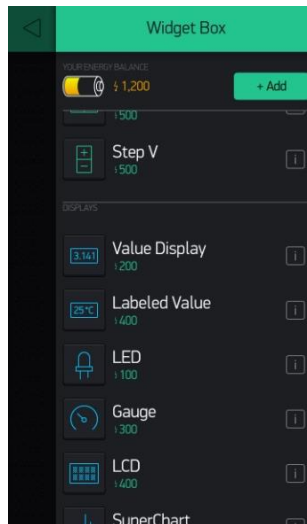 Widget Box
YOUR ENERGY BALANCE
1,200
+ Add
500
Step V
500
DISPLAYS
3.141
Value Display
200
25°C
Labeled Value
400
LED
100
Gauge
300
LCD
400
SuperChart